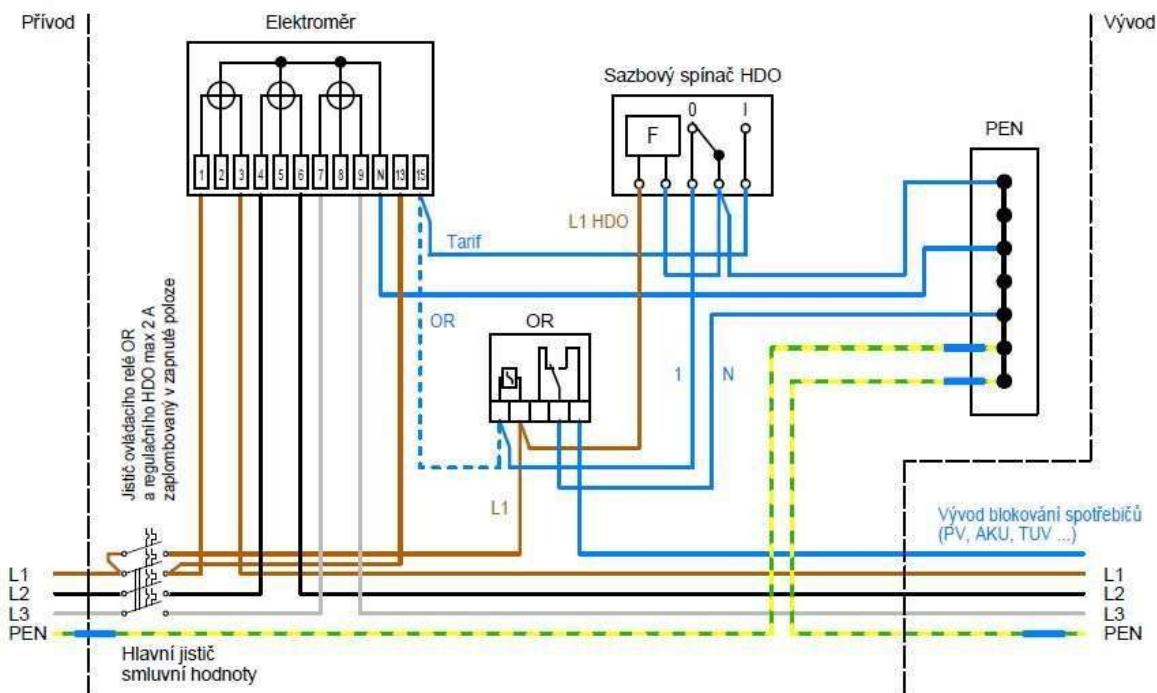 Přívod
Elektroměr
Vývod
Sazbový spínač HDO
0
I
F
PEN
1
2
3
4
5
6
7
8
9
N
13
15
L1 HDO
Tarif
Jistič ovládacího relé OR
a regulačního HDO max 2 A
zaplombovaný v zapnuté poloze
OR
OR
1
N
L1
Vývod blokování spotřebičů
(PV, AKU, TUV ...)
L1
L2
L3
PEN
L1
L2
L3
PEN
Hlavní jistič
smluvní hodnoty